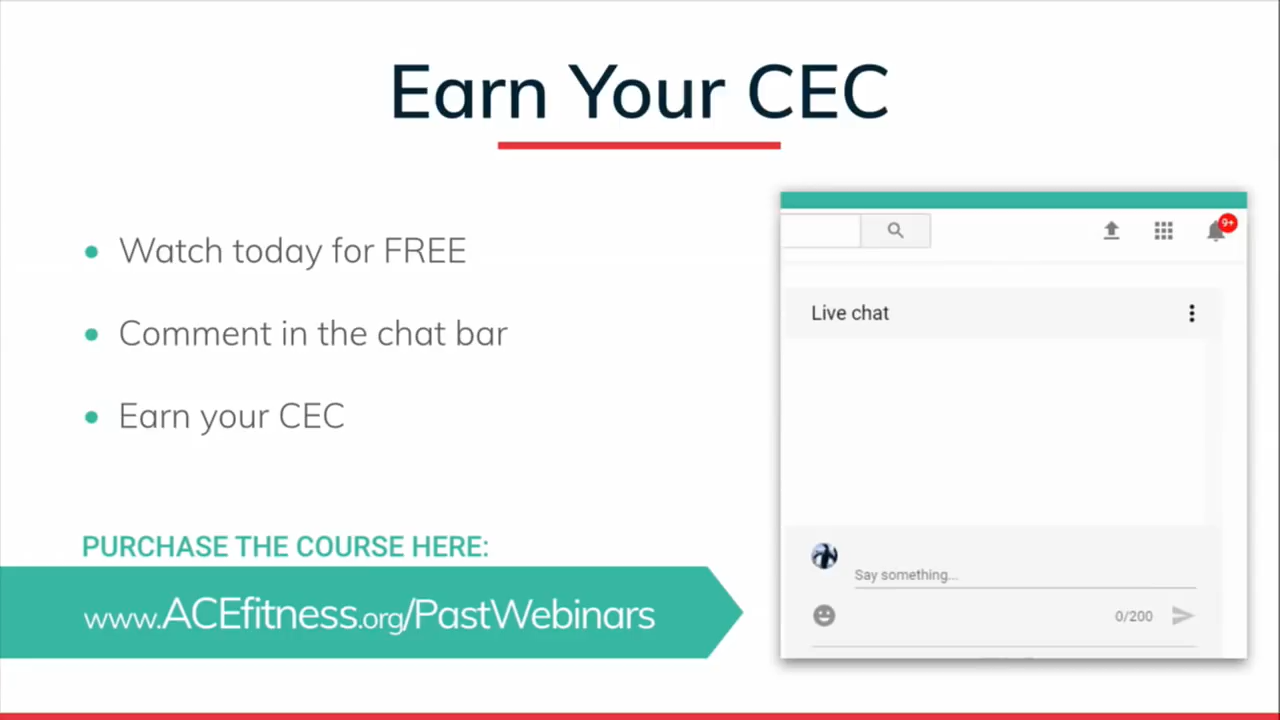 Earn Your CEC
Watch today for FREE
Comment in the chat bar
Earn your CEC
PURCHASE THE COURSE HERE:
www.ACEfitness.org/PastWebinars
9+
Live chat
Say something...
0/200